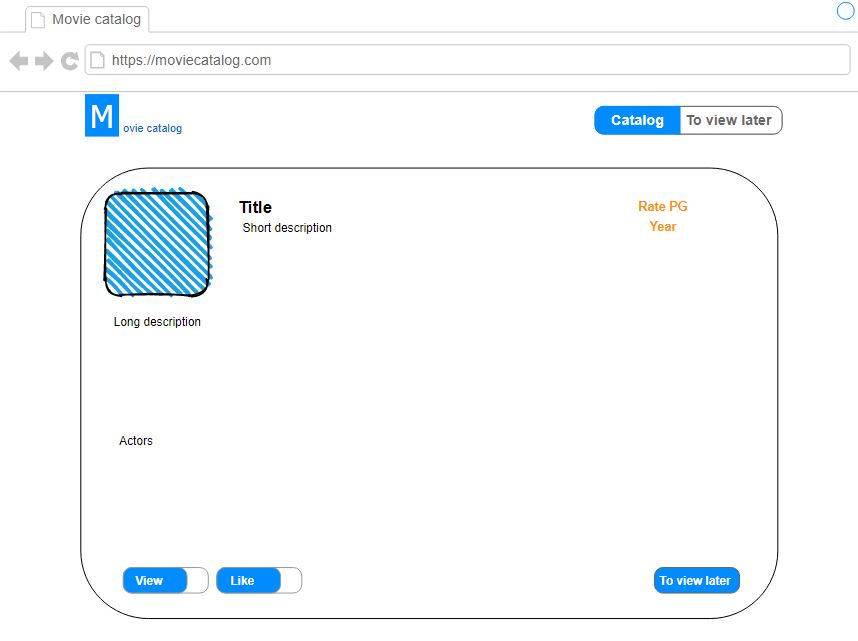 Movie catalog
https://moviecatalog.com
M ovie catalog
Catalog To view later
Title
Rate PG
Short description
Year
Long description
Actors
View Like To view later